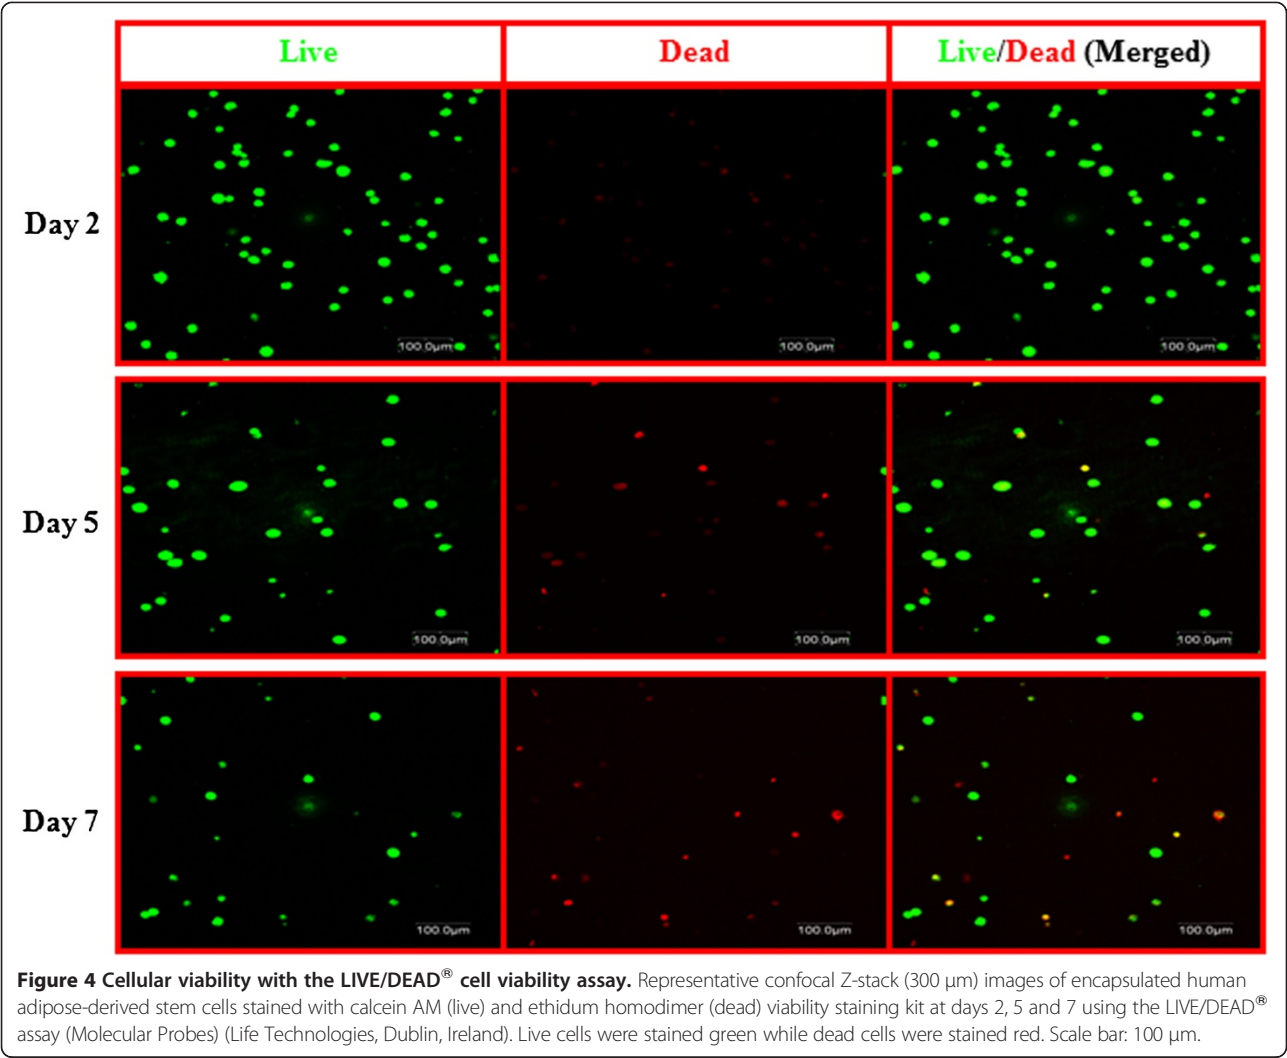 Live
Dead
Live/Dead (Merged)
Day 2
100.0µm
100.0µm
100.0µm
Day 5
100.0µm
100.0µm
100.0µm
Day 7
100.0µm
100.0µm
100.0µm
Figure 4 Cellular viability with the LIVE/DEAD® cell viability assay. Representative confocal Z-stack (300 μm) images of encapsulated human
adipose-derived stem cells stained with calcein AM (live) and ethidum homodimer (dead) viability staining kit at days 2, 5 and 7 using the LIVE/DEAD®
assay (Molecular Probes) (Life Technologies, Dublin, Ireland). Live cells were stained green while dead cells were stained red. Scale bar: 100 μm.